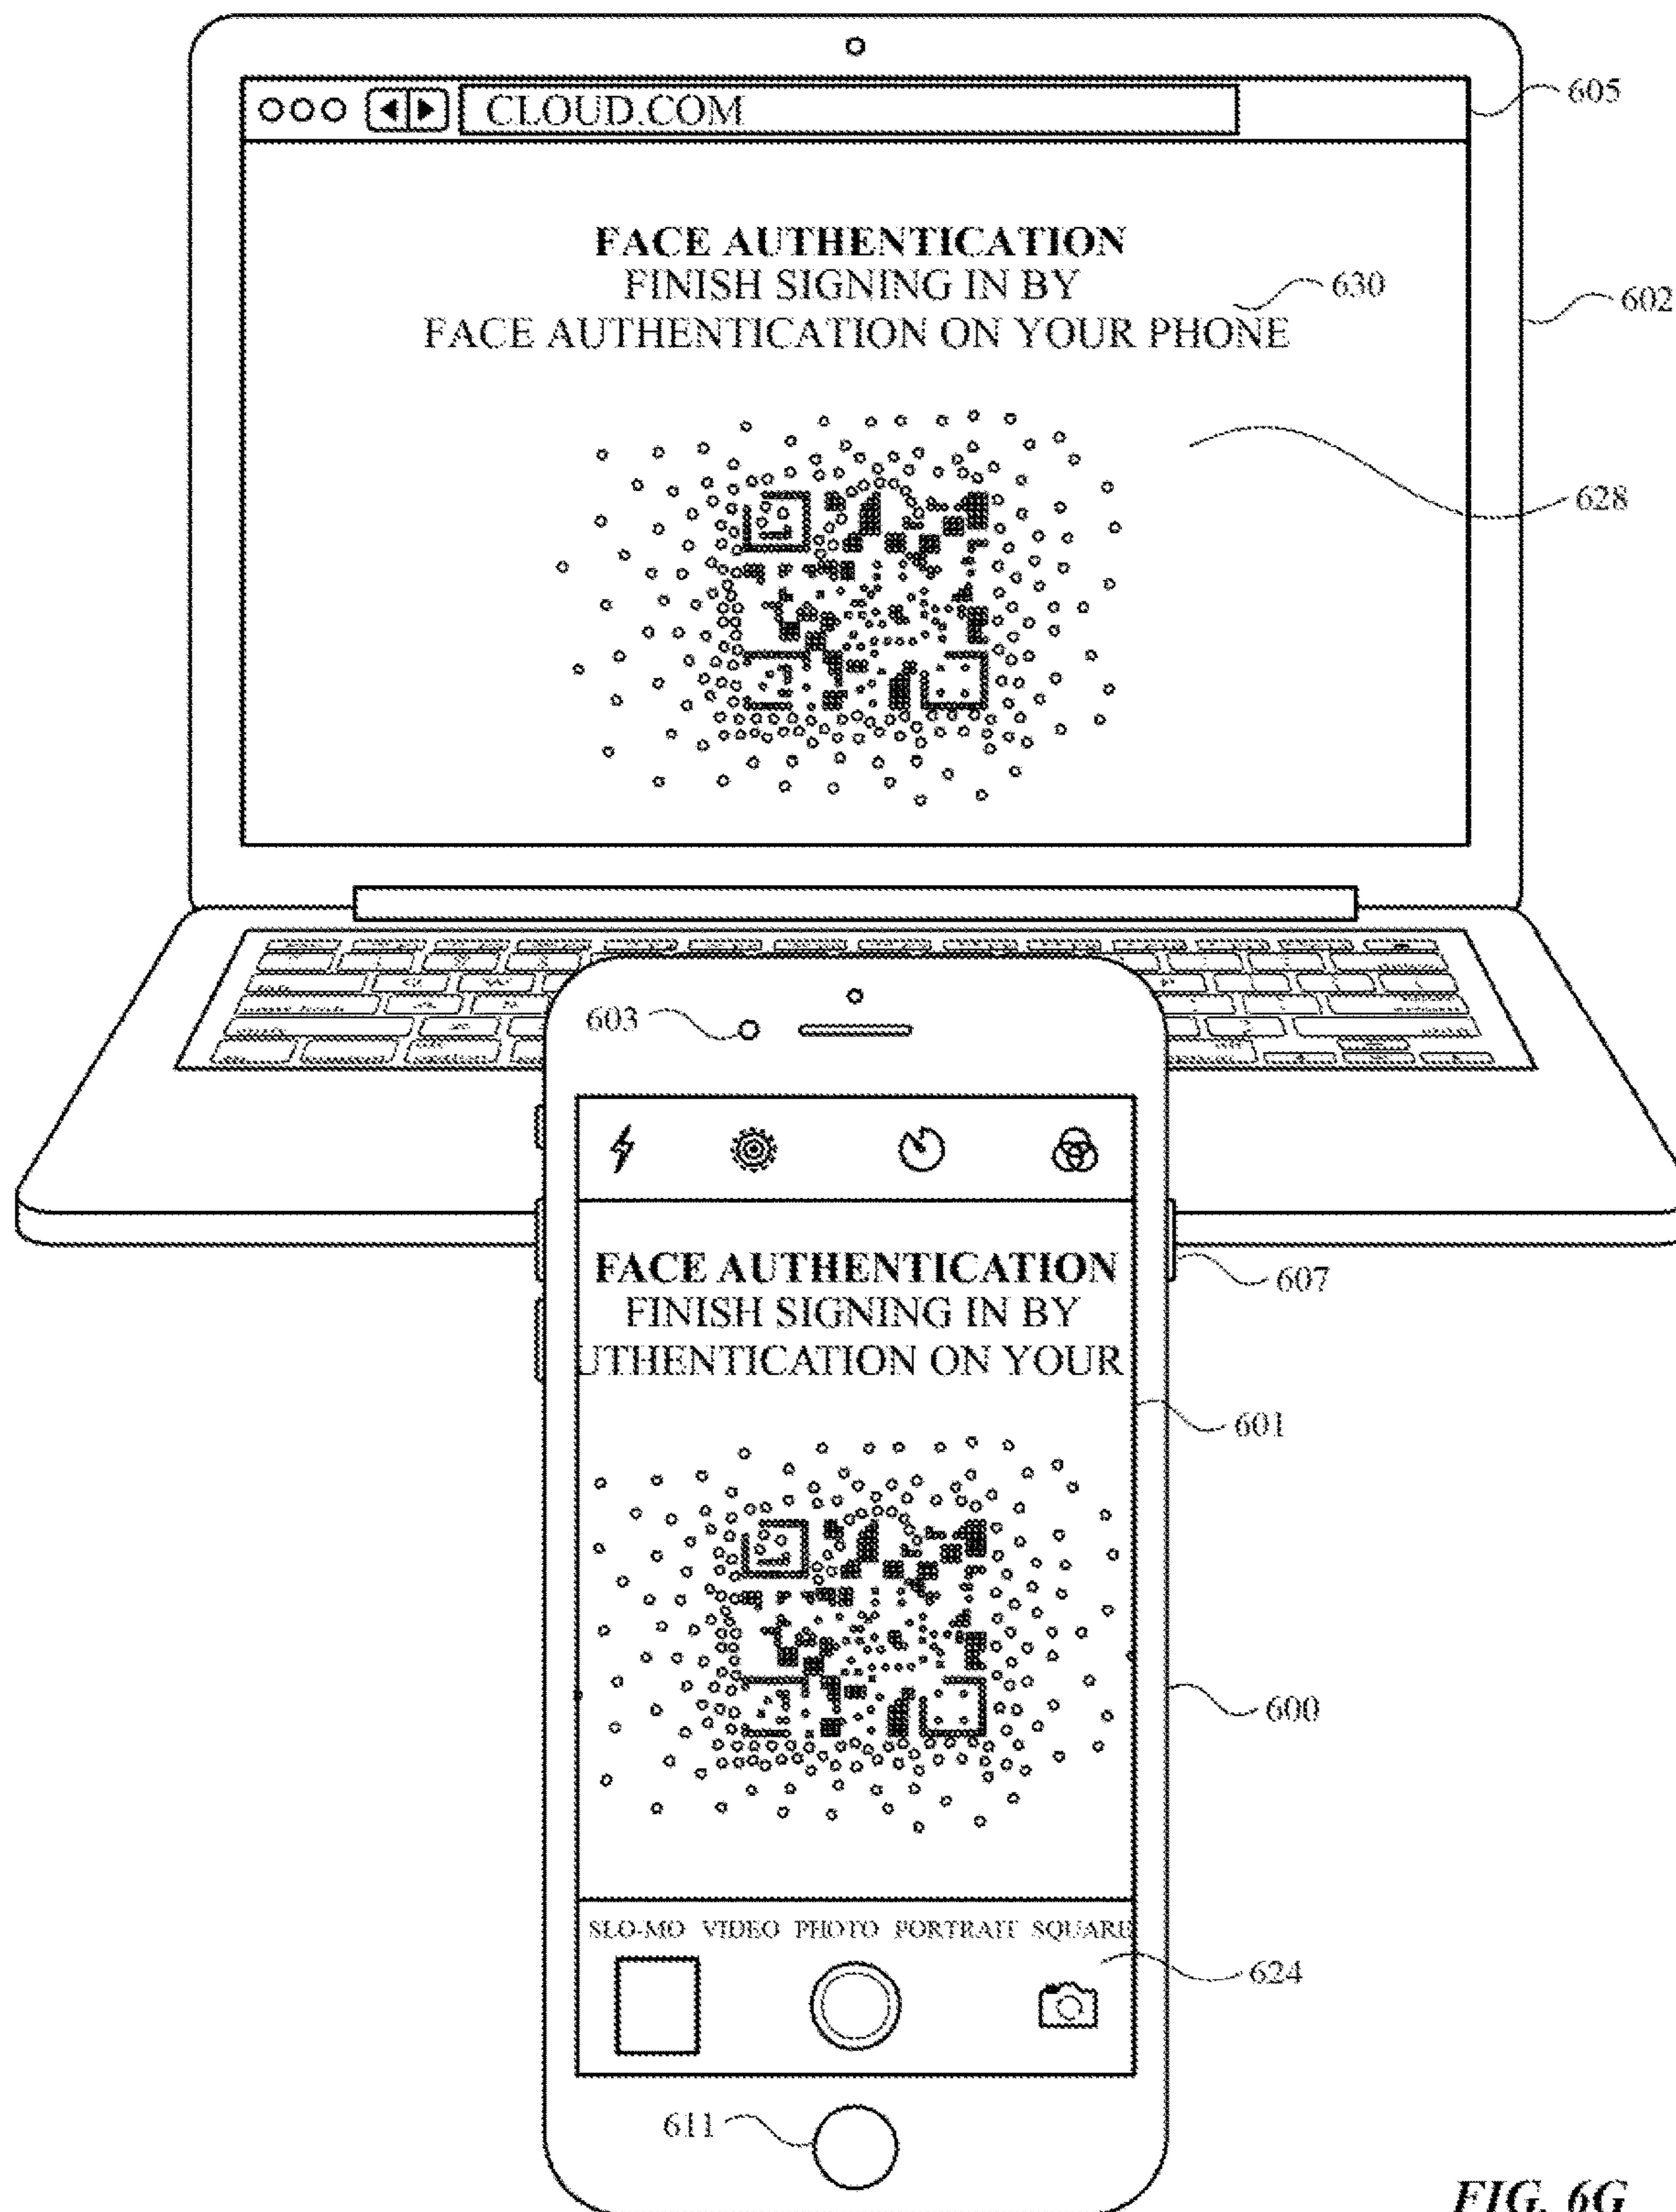 605
CLOUD.COM
FACE AUTHENTICATION
FINISH SIGNING IN BY
630
602
FACE AUTHENTICATION ON YOUR PHONE
628
603
FACE AUTHENTICATION
607
FINISH SIGNING IN BY
UTHENTICATION ON YOUR
601
600
SLO-MO VIDEO PHOTO PORTRAIT SQUARE
624
611
FIG. 6G